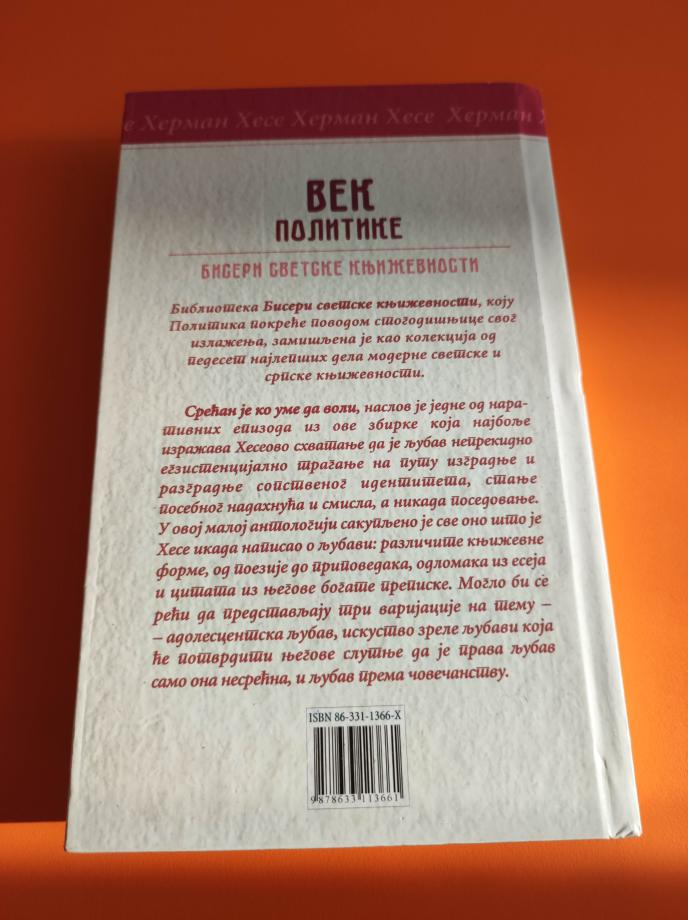 е Херман Хесе Херман Хесе Херман Х
ВЕК
ПОЛИТИКЕ
БИСЕРИ СВЕТСКЕ КЊИЖЕВНОСТИ
Библиотека Бисери светске књижевности, коју
Политика покреће поводом стогодишњице свог
излажења, замишљена је као колекција од
педесет најлепших дела модерне светске и
српске књижевности.
Срећан је ко уме да воли, наслов је једне од нара-
тивних епизода из ове збирке која најбоље
изражава Хесеово схватање да је љубав непрекидно
егзистенцијално трагање на путу изградње и
разградње сопственог идентитета, стање
посебног надахнућа и смисла, а никада поседовање.
У овој малој антологији сакупљено је све оно што је
Хесе икада написао о љубави: различите књижевне
форме, од поезије до приповедака, одломака из есеја
и цитата из његове богате преписке. Могло би се
рећи да представљају три варијације на тему –
– адолесцентска љубав, искуство зреле љубави која
ће потврдити његове слутње да је права љубав
само она несрећна, и љубав према човечанству.
ISBN 86-331-1366-X
9 788633 113661